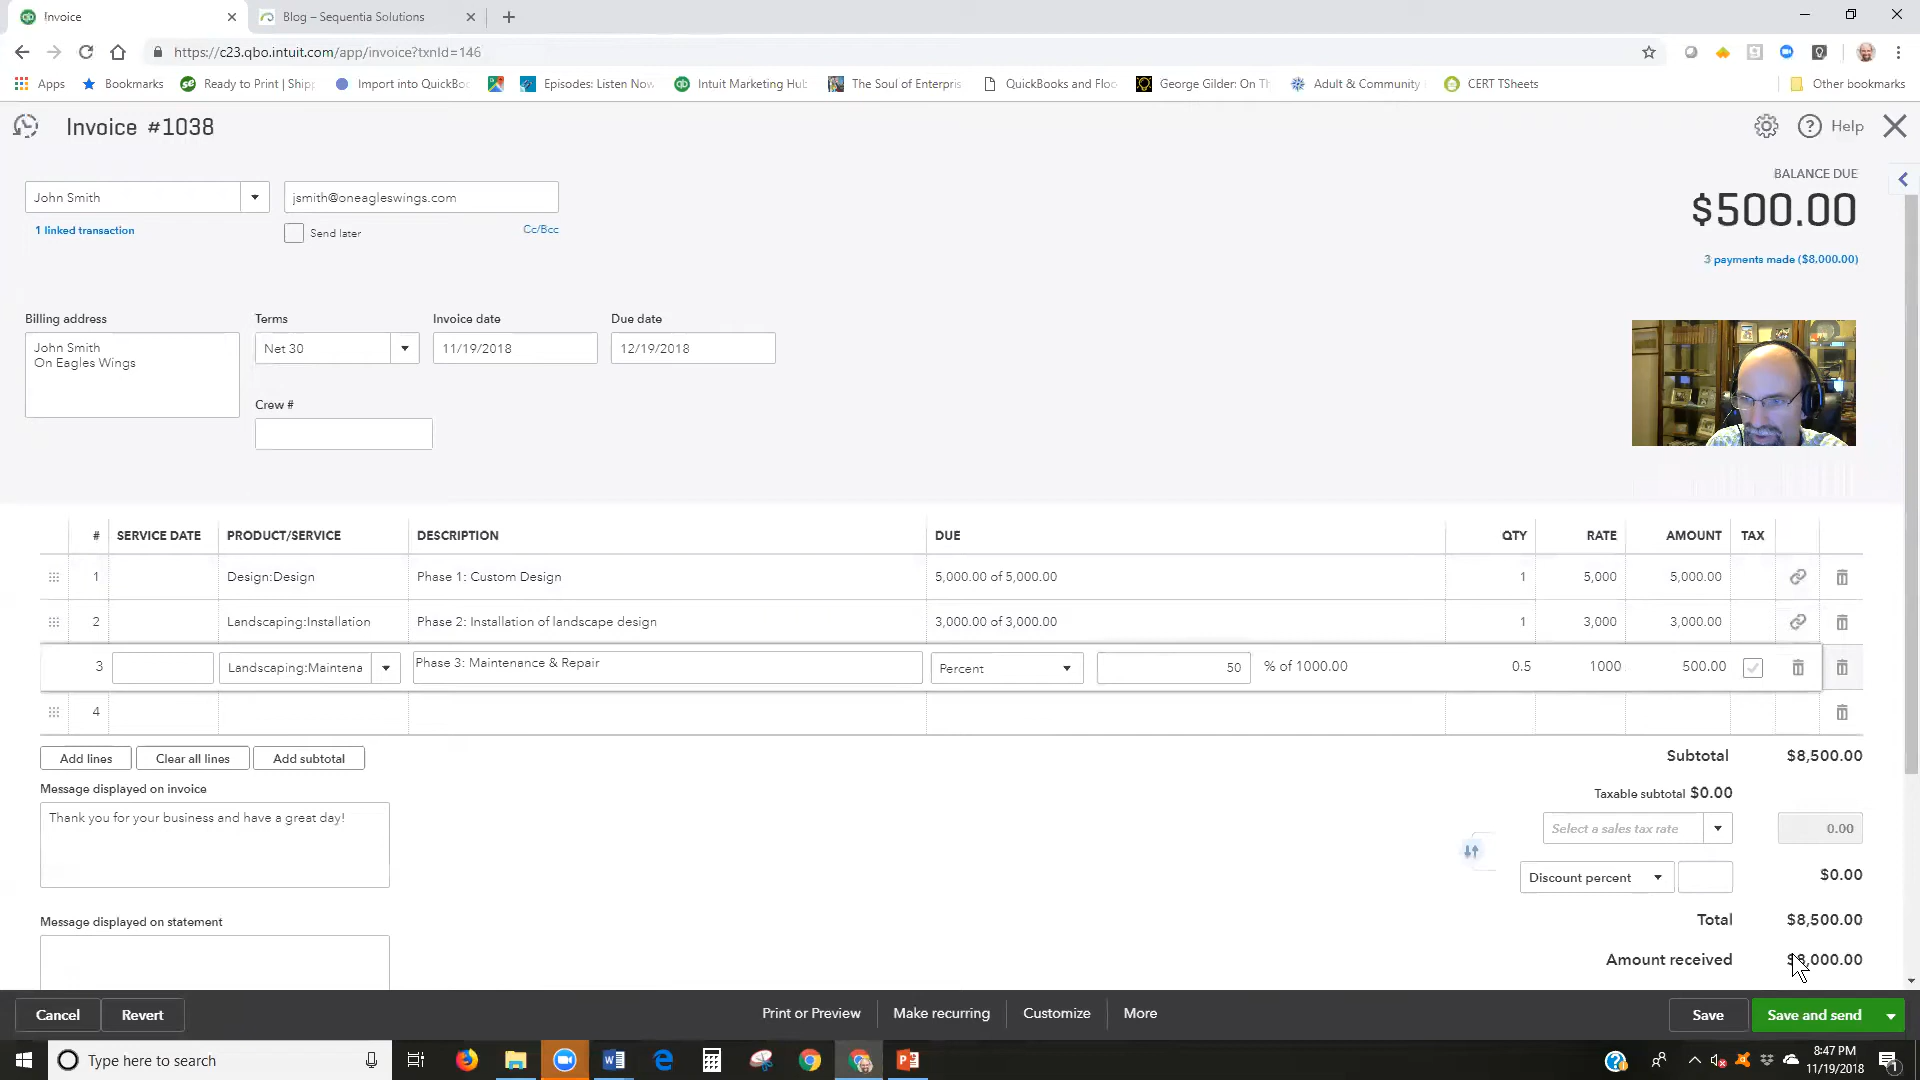 Invoice
Blog – Sequentia Solutions
https://c23.qbo.intuit.com/app/invoice?txnId=146
Apps Bookmarks Ready to Print | Shipp Import into QuickBo Episodes: Listen Now Intuit Marketing Hub The Soul of Enterpris QuickBooks and Floo George Gilder: On Th Adult & Community CERT TSheets Other bookmarks
Invoice #1038
Help
BALANCE DUE
$500.00
3 payments made ($8,000.00)
John Smith
jsmith@oneagleswings.com
1 linked transaction
Send later
Cc/Bcc
Billing address
John Smith
On Eagles Wings
Terms
Net 30
Invoice date
11/19/2018
Due date
12/19/2018
Crew #
# SERVICE DATE PRODUCT/SERVICE DESCRIPTION DUE QTY RATE AMOUNT TAX
1 Design:Design Phase 1: Custom Design 5,000.00 of 5,000.00 1 5,000 5,000.00
2 Landscaping:Installation Phase 2: Installation of landscape design 3,000.00 of 3,000.00 1 3,000 3,000.00
3 Landscaping:Maintena Phase 3: Maintenance & Repair Percent 50 % of 1000.00 0.5 1000 500.00
4
Add lines Clear all lines Add subtotal
Subtotal $8,500.00
Message displayed on invoice
Thank you for your business and have a great day!
Taxable subtotal $0.00
Select a sales tax rate 0.00
Discount percent $0.00
Message displayed on statement
Total $8,500.00
Amount received $8,000.00
Cancel Revert Print or Preview Make recurring Customize More Save Save and send
Type here to search
8:47 PM
11/19/2018
1